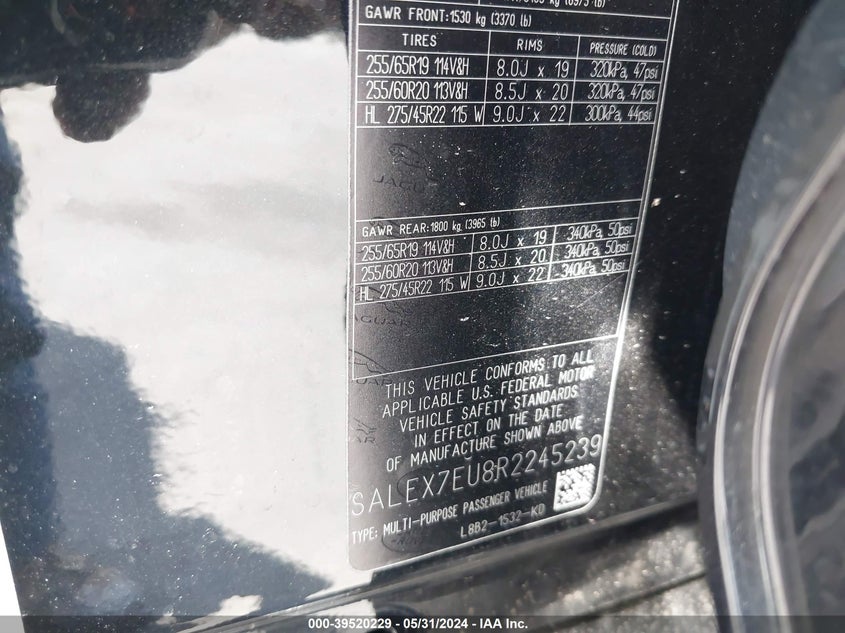 GAWR FRONT:1530 kg (3370 lb)
TIRES RIMS PRESSURE (COLD)
255/65R19 114V&H 8.0J x 19 320kPa, 47psi
255/60R20 113V&H 8.5J x 20 320kPa, 47psi
HL 275/45R22 115 W 9.0J x 22 300kPa, 44psi
JAGUAR
GAWR REAR:1800 kg (3965 lb)
255/65R19 114V&H 8.0J x 19 340kPa, 50psi
255/60R20 113V&H 8.5J x 20 340kPa, 50psi
HL 275/45R22 115 W 9.0J x 22 340kPa, 50psi
THIS VEHICLE CONFORMS TO ALL
APPLICABLE U.S. FEDERAL MOTOR
VEHICLE SAFETY STANDARDS
IN EFFECT ON THE DATE
OF MANUFACTURE SHOWN ABOVE
SALEX7EU8R2245239
TYPE: MULTI-PURPOSE PASSENGER VEHICLE
L8B2-1532-KD
000-39520229 - 05/31/2024 - IAA Inc.